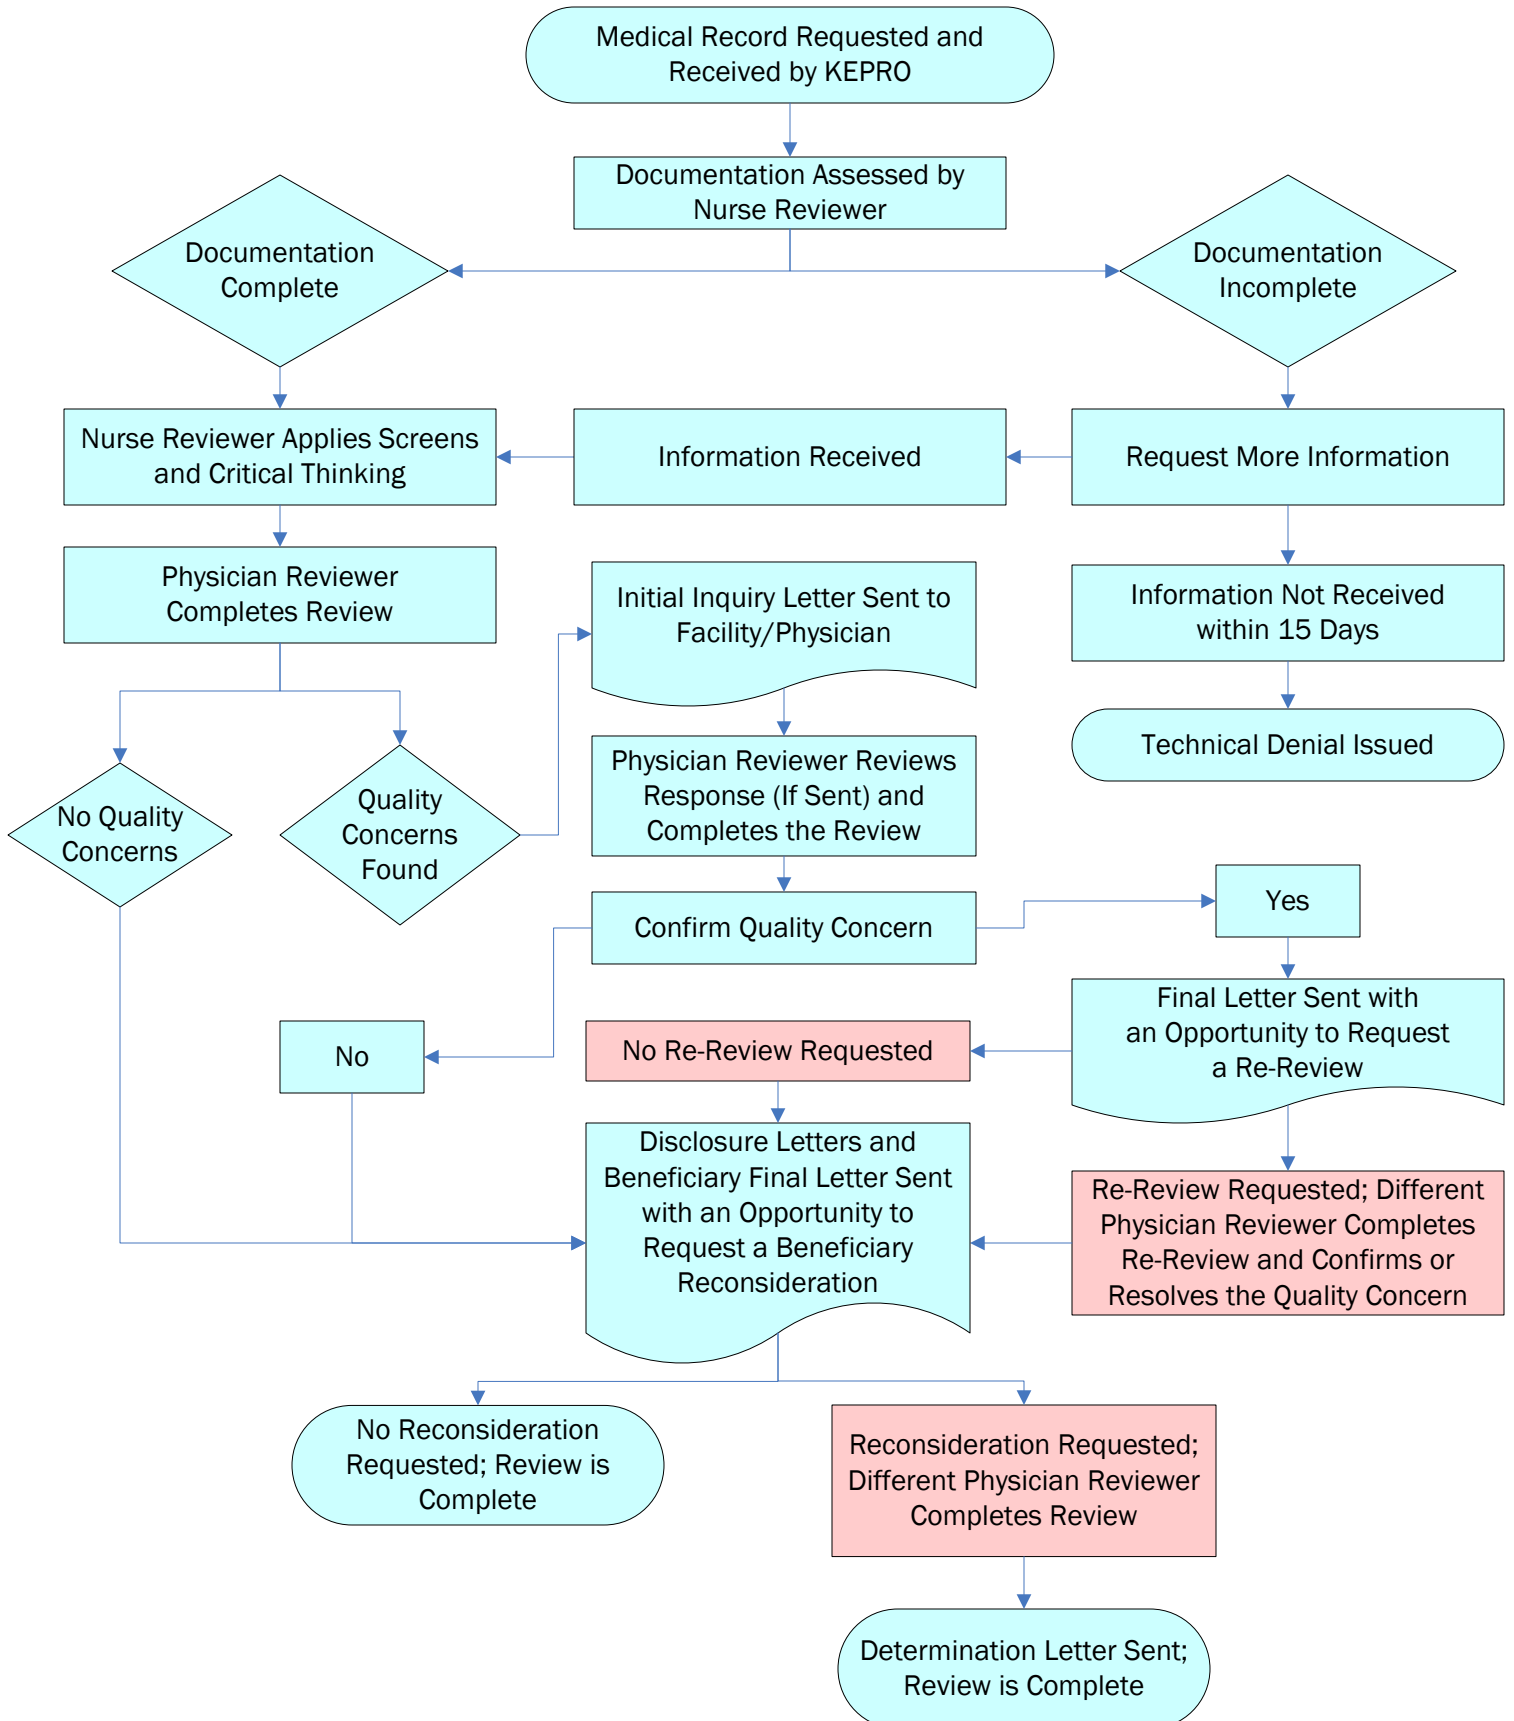 Medical Record Requested and
Received by KEPRO
Documentation Assessed by
Nurse Reviewer
Documentation
Complete
Documentation
Incomplete
Nurse Reviewer Applies Screens
and Critical Thinking
Information Received
Request More Information
Physician Reviewer
Completes Review
Initial Inquiry Letter Sent to
Facility/Physician
Information Not Received
within 15 Days
Technical Denial Issued
No Quality
Concerns
Quality
Concerns
Found
Physician Reviewer Reviews
Response (If Sent) and
Completes the Review
Confirm Quality Concern
Yes
No
No Re-Review Requested
Final Letter Sent with
an Opportunity to Request
a Re-Review
Disclosure Letters and
Beneficiary Final Letter Sent
with an Opportunity to
Request a Beneficiary
Reconsideration
Re-Review Requested; Different
Physician Reviewer Completes
Re-Review and Confirms or
Resolves the Quality Concern
No Reconsideration
Requested; Review is
Complete
Reconsideration Requested;
Different Physician Reviewer
Completes Review
Determination Letter Sent;
Review is Complete